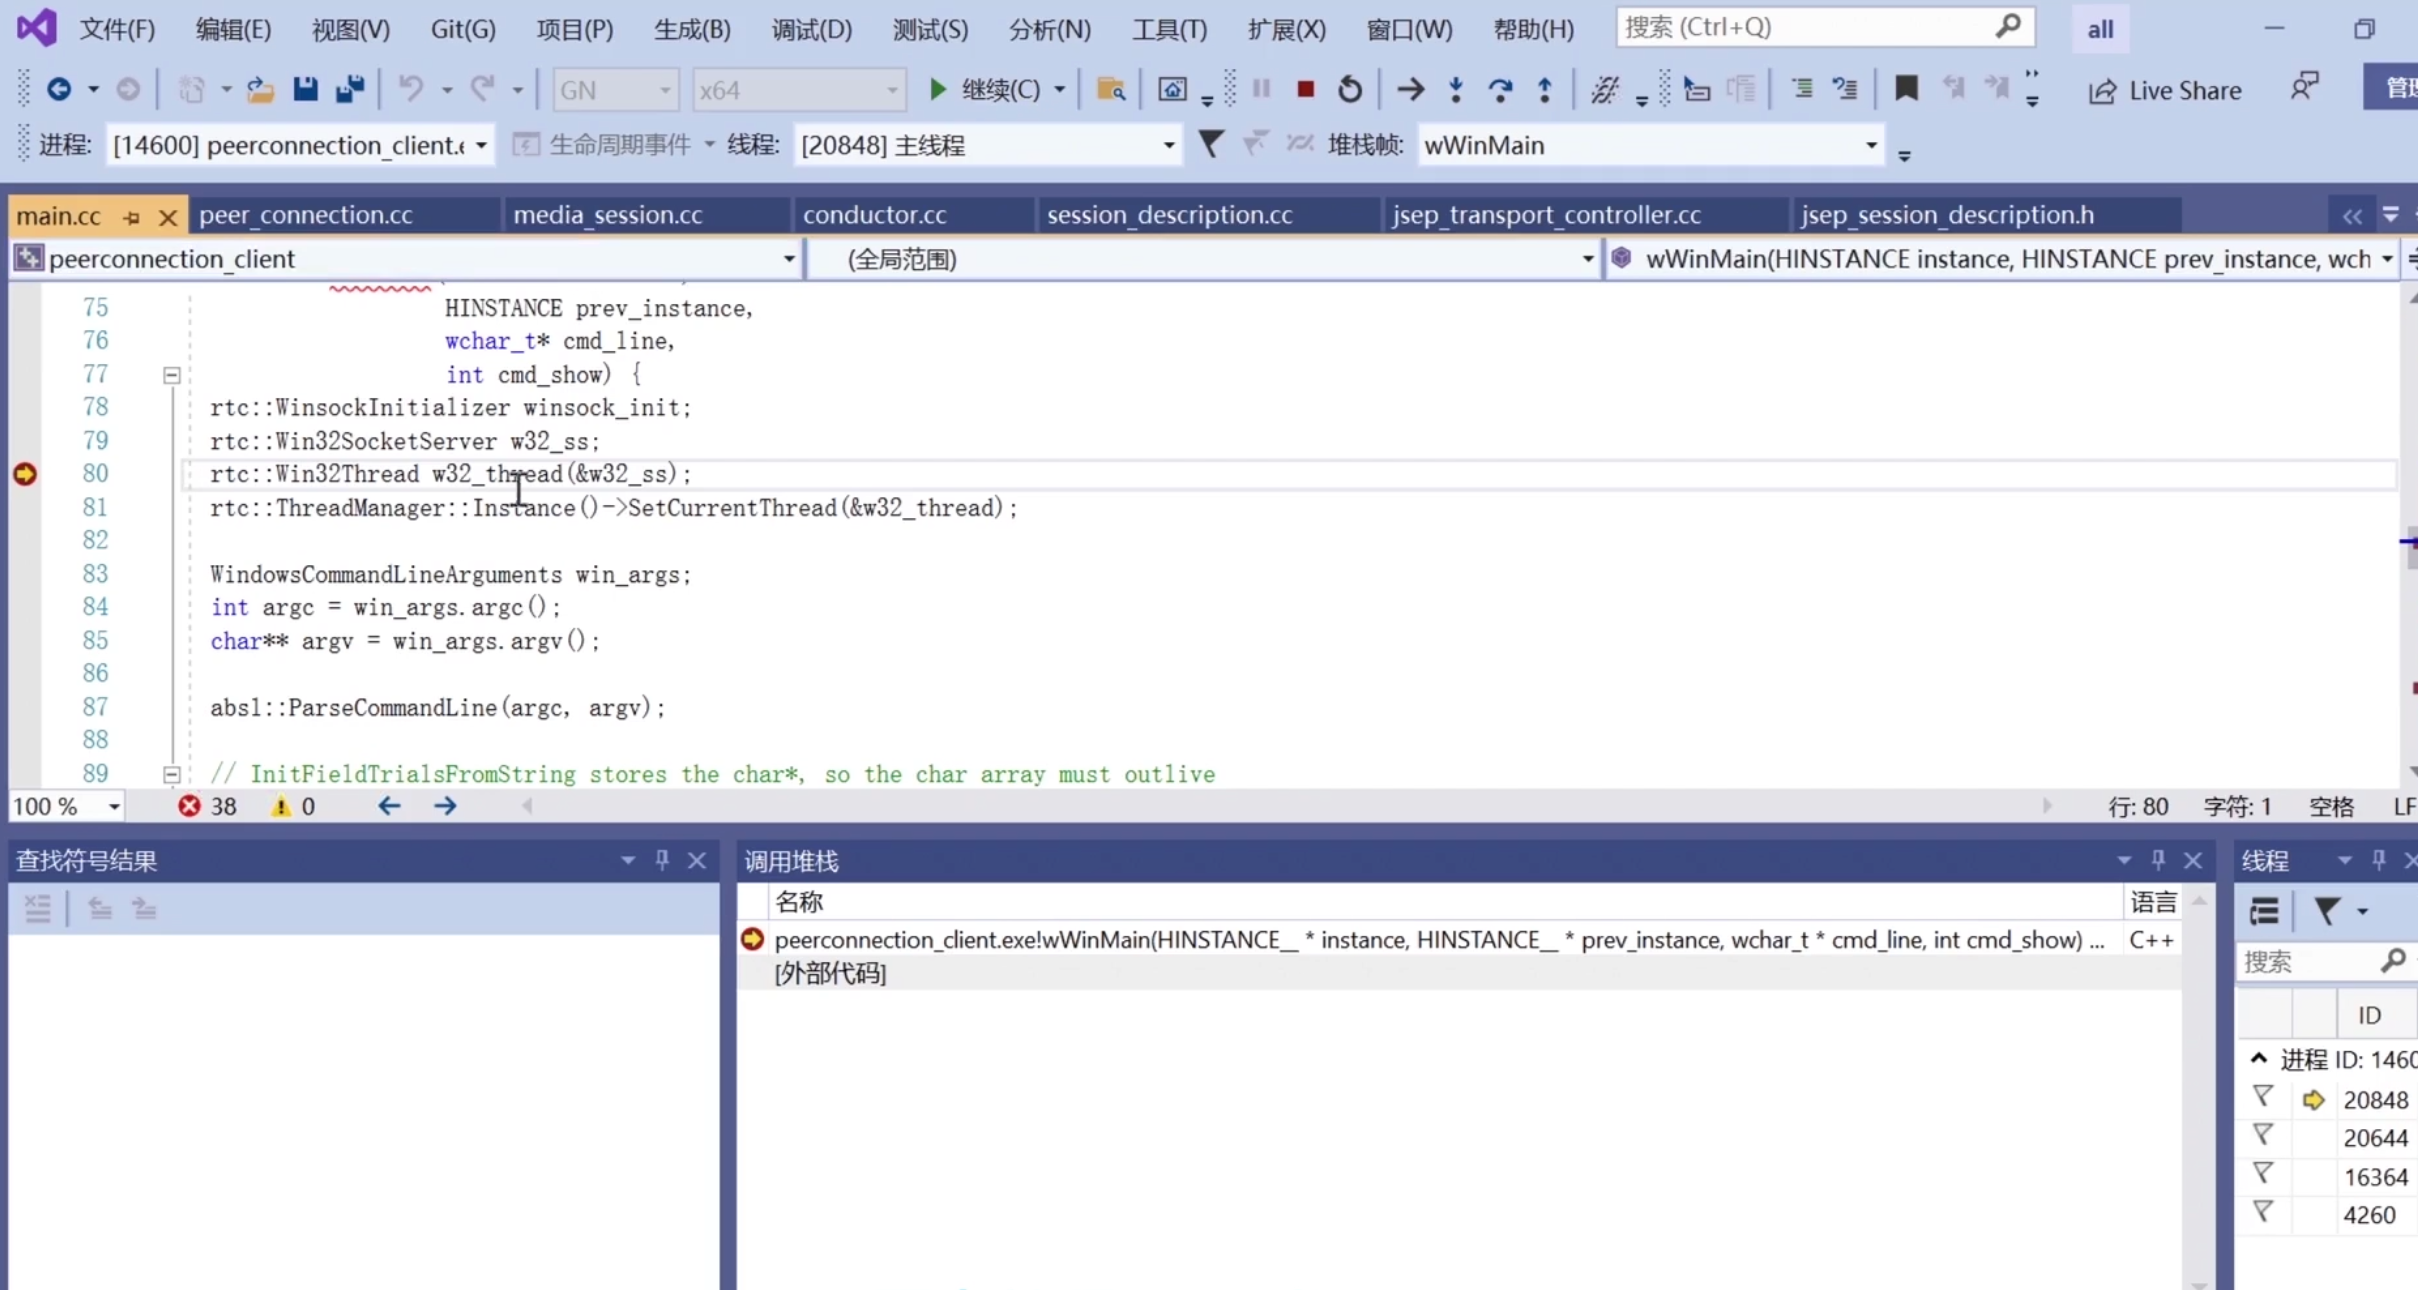 文件(F) 编辑(E) 视图(V) Git(G) 项目(P) 生成(B) 调试(D) 测试(S) 分析(N) 工具(T) 扩展(X) 窗口(W) 帮助(H) 搜索 (Ctrl+Q) all
GN x64 继续(C) Live Share
进程: [14600] peerconnection_client.e 生命周期事件 线程: [20848] 主线程 堆栈帧: wWinMain
main.cc peer_connection.cc media_session.cc conductor.cc session_description.cc jsep_transport_controller.cc jsep_session_description.h
peerconnection_client (全局范围) wWinMain(HINSTANCE instance, HINSTANCE prev_instance, wch
75 HINSTANCE prev_instance,
76 wchar_t* cmd_line,
77 int cmd_show) {
78 rtc::WinsockInitializer winsock_init;
79 rtc::Win32SocketServer w32_ss;
80 rtc::Win32Thread w32_thread(&w32_ss);
81 rtc::ThreadManager::Instance()->SetCurrentThread(&w32_thread);
82
83 WindowsCommandLineArguments win_args;
84 int argc = win_args.argc();
85 char** argv = win_args.argv();
86
87 absl::ParseCommandLine(argc, argv);
88
89 // InitFieldTrialsFromString stores the char*, so the char array must outlive
100 % 38 0 行: 80 字符: 1 空格 LF
查找符号结果
调用堆栈
名称 语言
peerconnection_client.exe!wWinMain(HINSTANCE__ * instance, HINSTANCE__ * prev_instance, wchar_t * cmd_line, int cmd_show) ... C++
[外部代码]
线程
搜索
ID
进程 ID: 1460
20848
20644
16364
4260